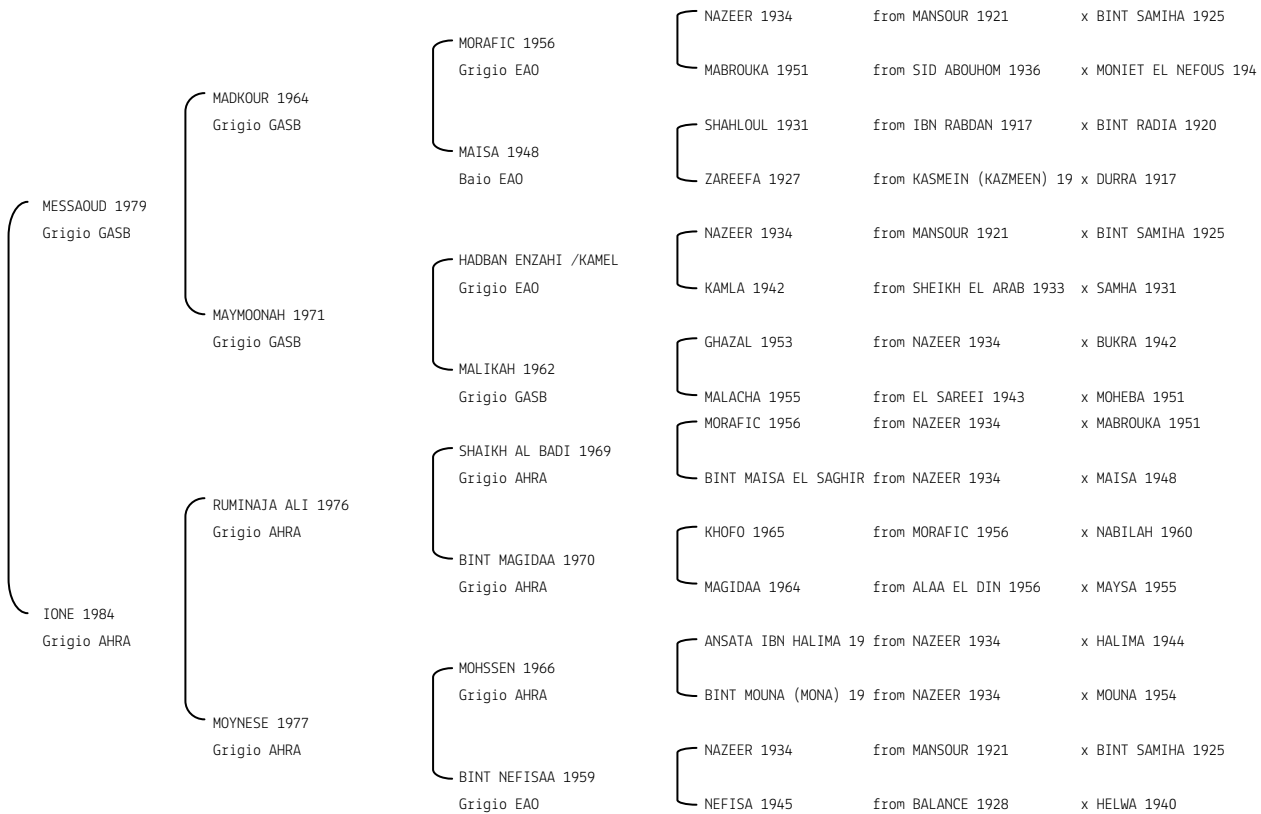 NAZEER 1934 from MANSOUR 1921 x BINT SAMIHA 1925
MORAFIC 1956
Grigio EAO MABROUKA 1951 from SID ABOUHOM 1936 x MONIET EL NEFOUS 194
MADKOUR 1964
Grigio GASB SHAHLOUL 1931 from IBN RABDAN 1917 x BINT RADIA 1920
MAISA 1948
Baio EAO ZAREEFA 1927 from KASMEIN (KAZMEEN) 19 x DURRA 1917
MESSAOUD 1979
Grigio GASB NAZEER 1934 from MANSOUR 1921 x BINT SAMIHA 1925
HADBAN ENZAHI /KAMEL
Grigio EAO KAMLA 1942 from SHEIKH EL ARAB 1933 x SAMHA 1931
MAYMOONAH 1971
Grigio GASB GHAZAL 1953 from NAZEER 1934 x BUKRA 1942
MALIKAH 1962
Grigio GASB MALACHA 1955 from EL SAREEI 1943 x MOHEBA 1951
MORAFIC 1956 from NAZEER 1934 x MABROUKA 1951
SHAIKH AL BADI 1969
Grigio AHRA BINT MAISA EL SAGHIR from NAZEER 1934 x MAISA 1948
RUMINAJA ALI 1976
Grigio AHRA KHOFO 1965 from MORAFIC 1956 x NABILAH 1960
BINT MAGIDAA 1970
Grigio AHRA MAGIDAA 1964 from ALAA EL DIN 1956 x MAYSA 1955
IONE 1984
Grigio AHRA ANSATA IBN HALIMA 19 from NAZEER 1934 x HALIMA 1944
MOHSSEN 1966
Grigio AHRA BINT MOUNA (MONA) 19 from NAZEER 1934 x MOUNA 1954
MOYNESE 1977
Grigio AHRA NAZEER 1934 from MANSOUR 1921 x BINT SAMIHA 1925
BINT NEFISAA 1959
Grigio EAO NEFISA 1945 from BALANCE 1928 x HELWA 1940